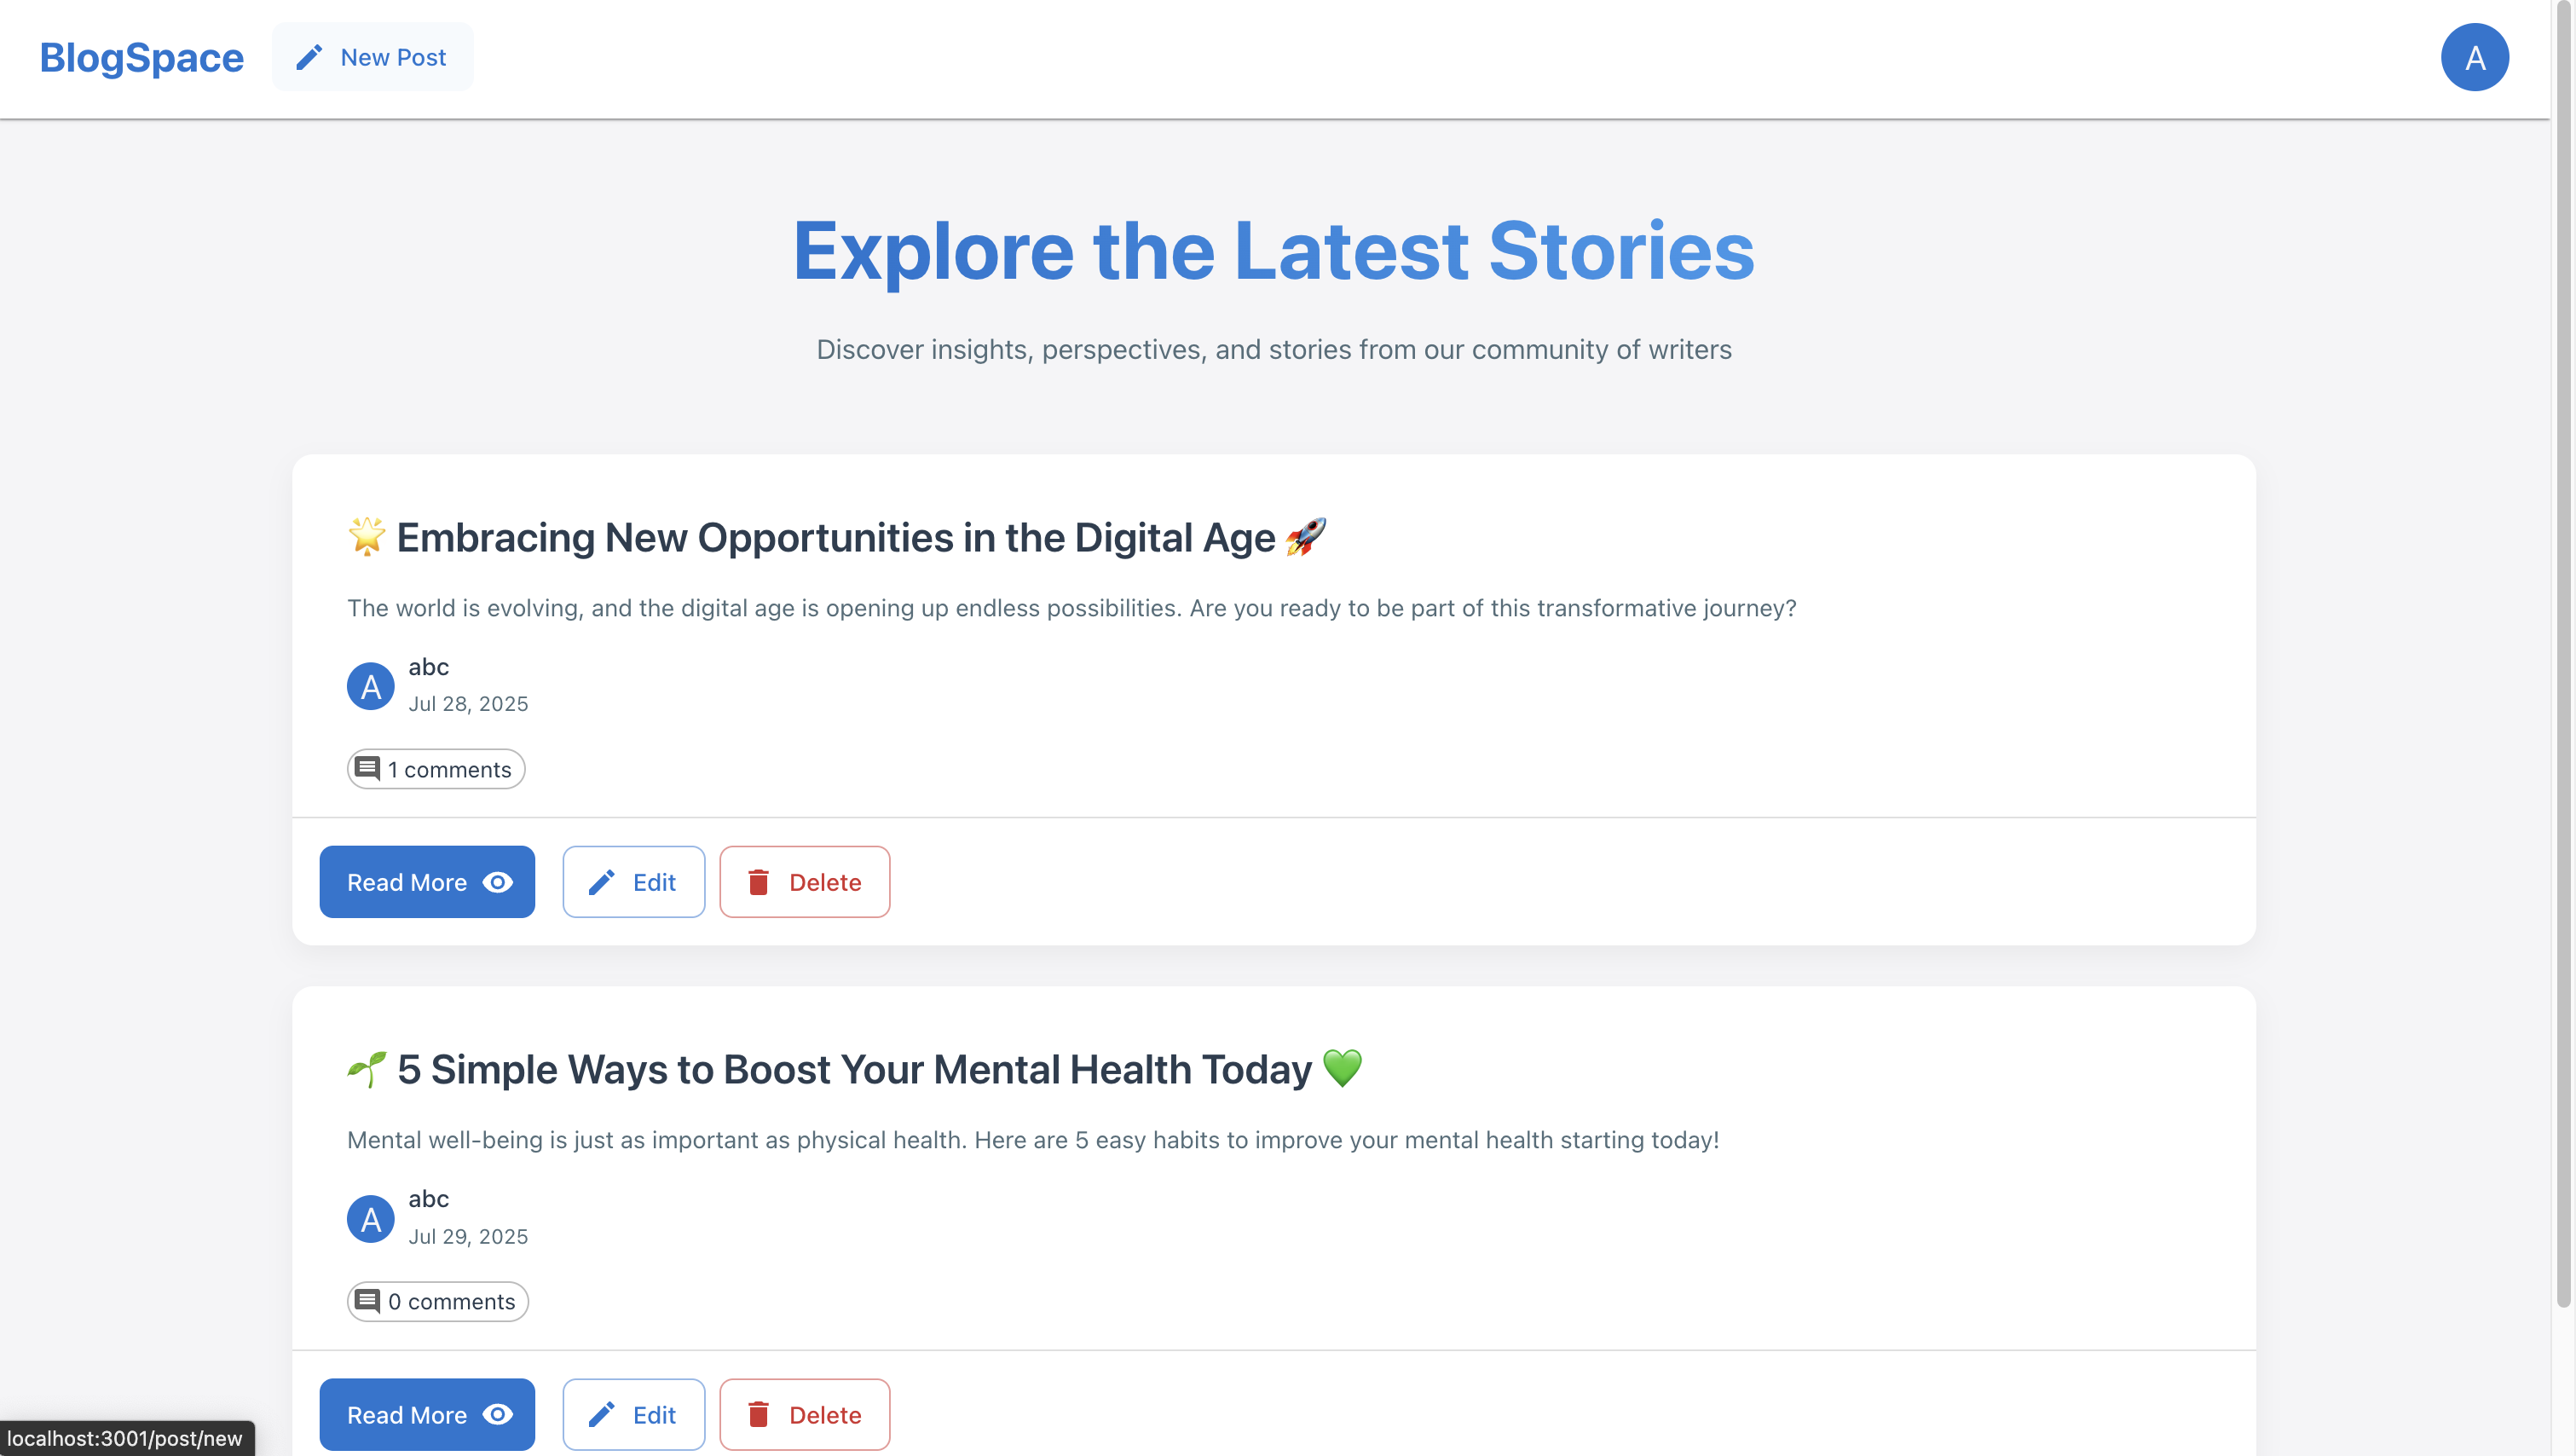 BlogSpace
New Post
A
Explore the Latest Stories
Discover insights, perspectives, and stories from our community of writers
🌟 Embracing New Opportunities in the Digital Age 🚀
The world is evolving, and the digital age is opening up endless possibilities. Are you ready to be part of this transformative journey?
A
abc
Jul 28, 2025
1 comments
Read More
Edit
Delete
🌱 5 Simple Ways to Boost Your Mental Health Today 💚
Mental well-being is just as important as physical health. Here are 5 easy habits to improve your mental health starting today!
A
abc
Jul 29, 2025
0 comments
Read More
Edit
Delete
localhost:3001/post/new